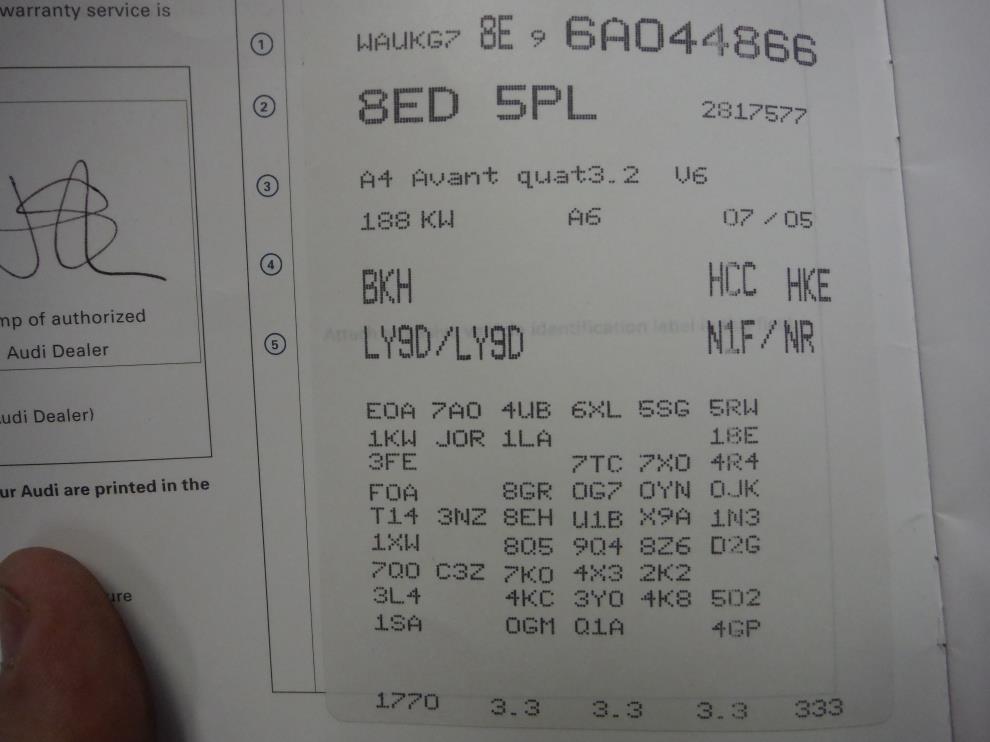 warranty service is
mp of authorized
Audi Dealer
udi Dealer)
ur Audi are printed in the
ure
1 WAUKG7 8E 9 6A044866
2 8ED 5PL 2817577
3 A4 Avant quat3.2 V6
188 KW A6 07/05
4 BKH HCC HKE
identification label
5 LY9D/LY9D N1F/NR
E0A 7A0 4UB 6XL 5SG 5RW
1KW J0R 1LA 18E
3FE 7TC 7X0 4R4
F0A 8GR 0G7 0YN 0JK
T14 3NZ 8EH U1B X9A 1N3
1XW 8Q5 9Q4 8Z6 D2G
7Q0 C3Z 7K0 4X3 2K2
3L4 4KC 3Y0 4K8 502
1SA 0GM Q1A 4GP
1770 3.3 3.3 3.3 333